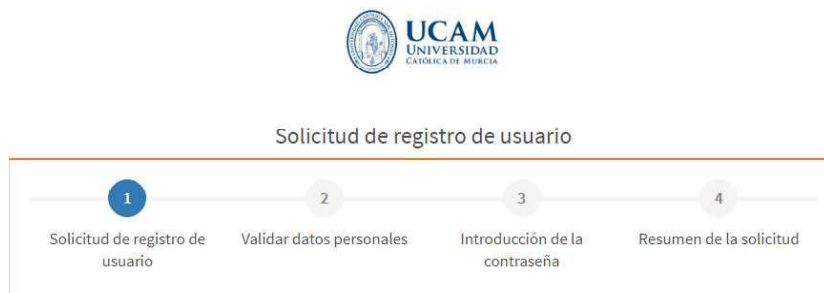 UCAM
UNIVERSIDAD
CATÓLICA DE MURCIA
Solicitud de registro de usuario
1
2
3
4
Solicitud de registro de
usuario
Validar datos personales
Introducción de la
contraseña
Resumen de la solicitud